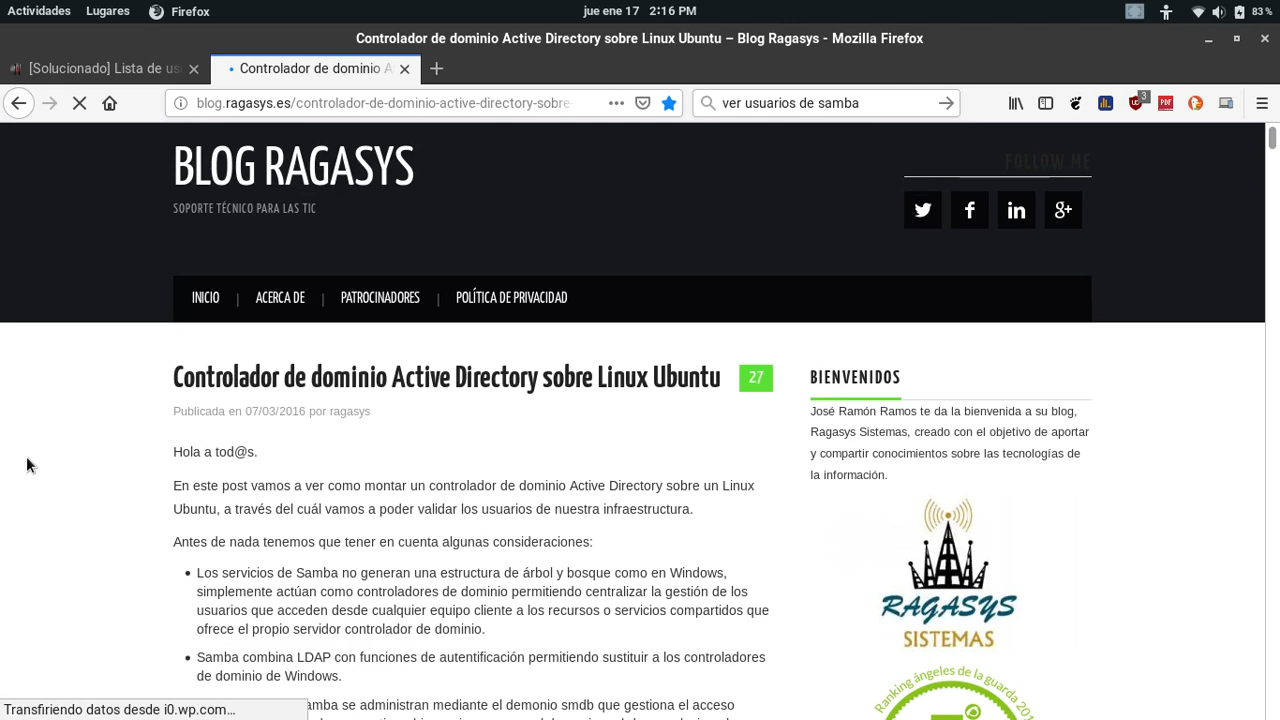 Actividades Lugares Firefox jue ene 17 2:16 PM 83 %
Controlador de dominio Active Directory sobre Linux Ubuntu – Blog Ragasys - Mozilla Firefox
[Solucionado] Lista de us Controlador de dominio A
blog.ragasys.es/controlador-de-dominio-active-directory-sobre- ver usuarios de samba 3
BLOG RAGASYS
SOPORTE TÉCNICO PARA LAS TIC
FOLLOW ME
INICIO | ACERCA DE | PATROCINADORES | POLÍTICA DE PRIVACIDAD
Controlador de dominio Active Directory sobre Linux Ubuntu 27
Publicada en 07/03/2016 por ragasys
Hola a tod@s.
En este post vamos a ver como montar un controlador de dominio Active Directory sobre un Linux
Ubuntu, a través del cuál vamos a poder validar los usuarios de nuestra infraestructura.
Antes de nada tenemos que tener en cuenta algunas consideraciones:
• Los servicios de Samba no generan una estructura de árbol y bosque como en Windows,
simplemente actúan como controladores de dominio permitiendo centralizar la gestión de los
usuarios que acceden desde cualquier equipo cliente a los recursos o servicios compartidos que
ofrece el propio servidor controlador de dominio.
• Samba combina LDAP con funciones de autentificación permitiendo sustituir a los controladores
de dominio de Windows.
amba se administran mediante el demonio smdb que gestiona el acceso
BIENVENIDOS
José Ramón Ramos te da la bienvenida a su blog,
Ragasys Sistemas, creado con el objetivo de aportar
y compartir conocimientos sobre las tecnologías de
la información.
RAGASYS
SISTEMAS
Ranking ángeles de la guarda 201
Transfiriendo datos desde i0.wp.com…